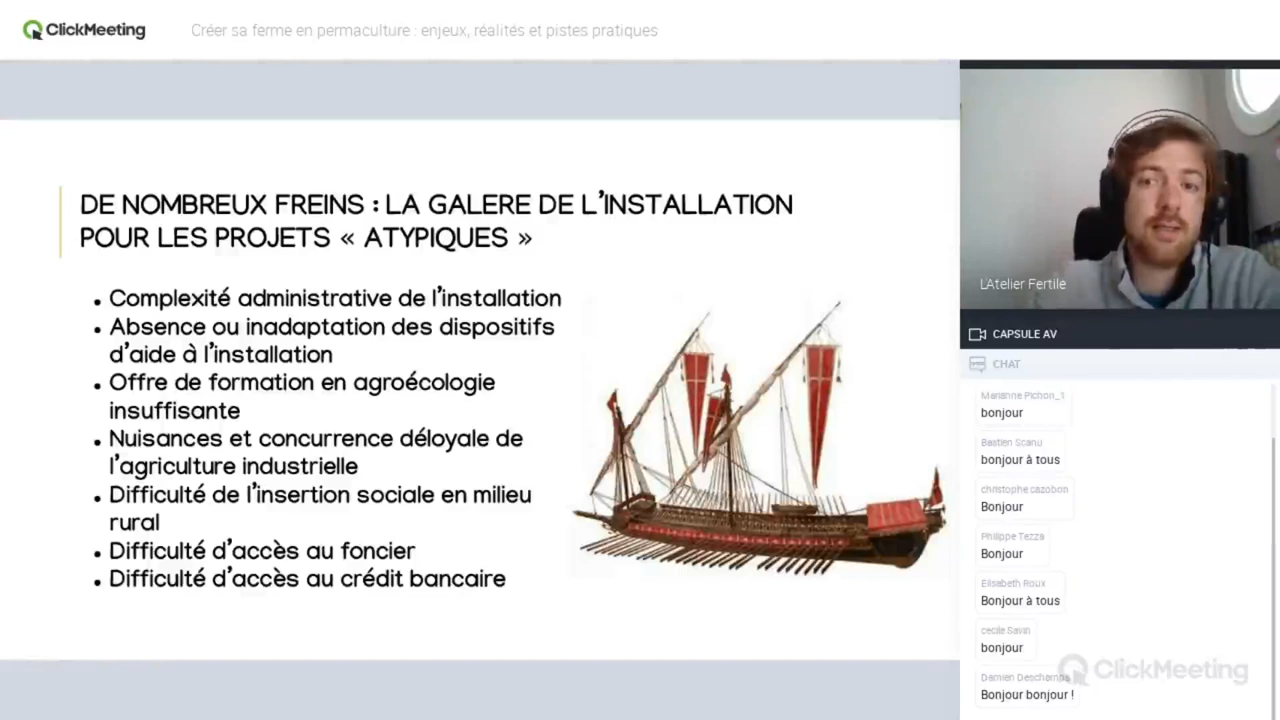 ClickMeeting
Créer sa ferme en permaculture : enjeux, réalités et pistes pratiques
DE NOMBREUX FREINS : LA GALERE DE L'INSTALLATION
POUR LES PROJETS « ATYPIQUES »
• Complexité administrative de l'installation
• Absence ou inadaptation des dispositifs
d'aide à l'installation
• Offre de formation en agroécologie
insuffisante
• Nuisances et concurrence déloyale de
l'agriculture industrielle
• Difficulté de l'insertion sociale en milieu
rural
• Difficulté d'accès au foncier
• Difficulté d'accès au crédit bancaire
L'Atelier Fertile
CAPSULE AV
CHAT
Marianne Pichon_1
bonjour
Bastien Scanu
bonjour à tous
christophe cazobon
Bonjour
Philippe Tezza
Bonjour
Elisabeth Roux
Bonjour à tous
cecile Savin
bonjour
Damien Deschamps
Bonjour bonjour !
ClickMeeting